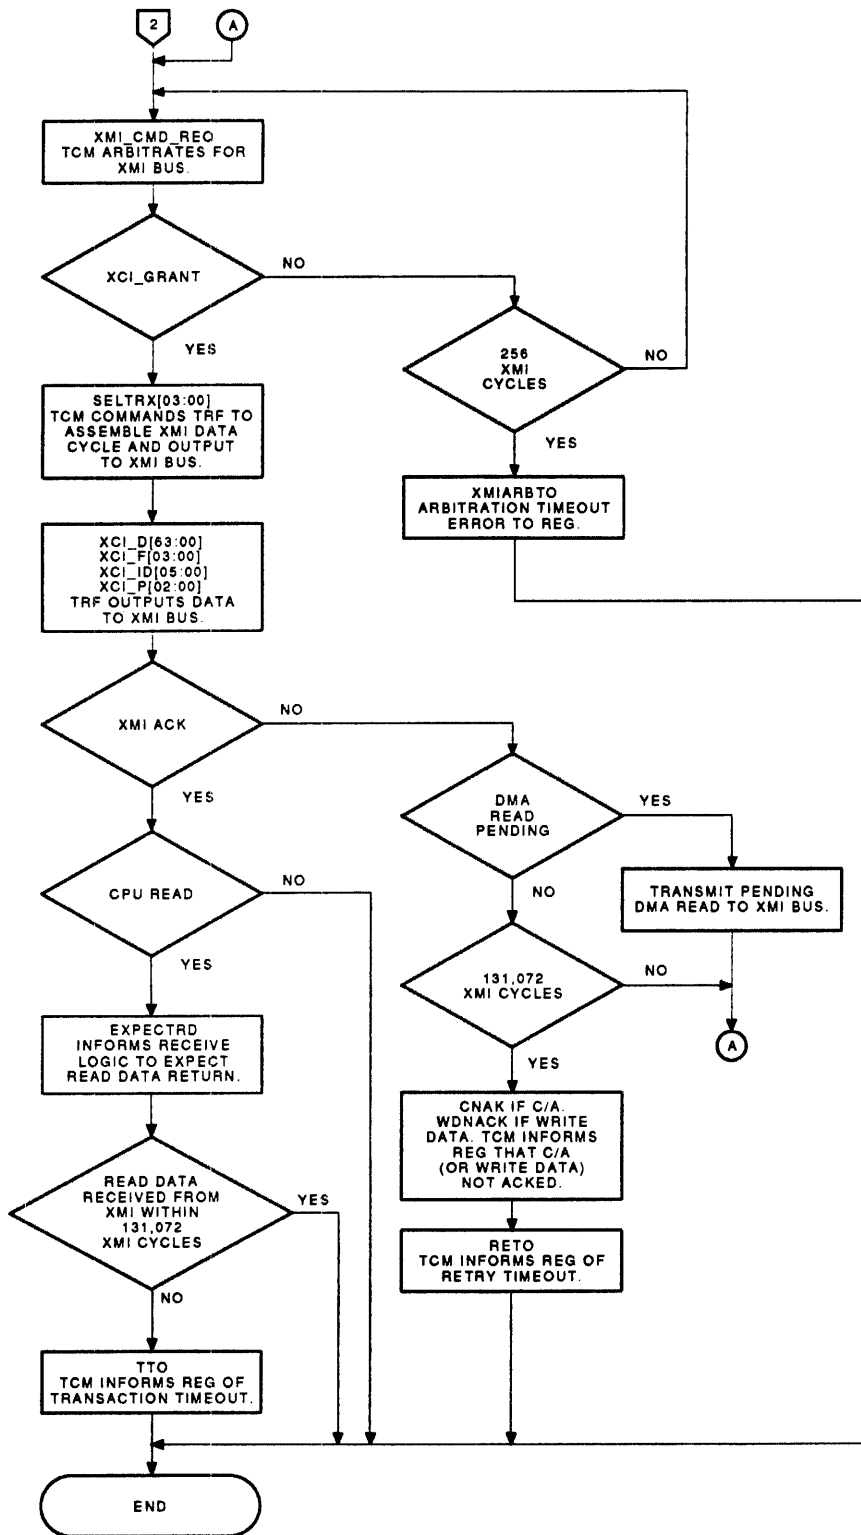 2
A
XMI_CMD_REQ
TCM ARBITRATES FOR
XMI BUS.
XCI_GRANT
NO
YES
256
XMI
CYCLES
NO
YES
SELTRX[03:00]
TCM COMMANDS TRF TO
ASSEMBLE XMI DATA
CYCLE AND OUTPUT
TO XMI BUS.
XMIARBTO
ARBITRATION TIMEOUT
ERROR TO REG.
XCI_D[63:00]
XCI_F[03:00]
XCI_ID[05:00]
XCI_P[02:00]
TRF OUTPUTS DATA
TO XMI BUS.
XMI ACK
NO
YES
DMA
READ
PENDING
YES
NO
TRANSMIT PENDING
DMA READ TO XMI BUS.
CPU READ
NO
YES
131,072
XMI CYCLES
NO
YES
A
EXPECTRD
INFORMS RECEIVE
LOGIC TO EXPECT
READ DATA RETURN.
CNAK IF C/A.
WDNACK IF WRITE
DATA. TCM INFORMS
REG THAT C/A
(OR WRITE DATA)
NOT ACKED.
READ DATA
RECEIVED FROM
XMI WITHIN
131,072
XMI CYCLES
YES
NO
RETO
TCM INFORMS REG OF
RETRY TIMEOUT.
TTO
TCM INFORMS REG OF
TRANSACTION TIMEOUT.
END